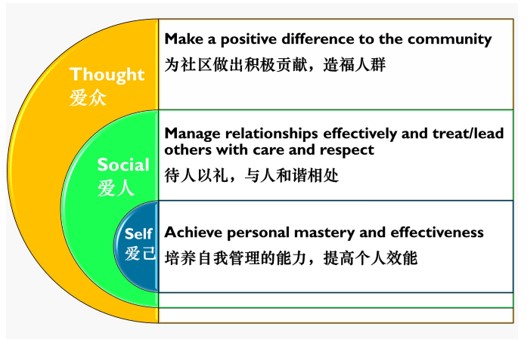 Thought
爱众
Make a positive difference to the community
为社区做出积极贡献，造福人群
Social
爱人
Manage relationships effectively and treat/lead
others with care and respect
待人以礼，与人和谐相处
Self
爱己
Achieve personal mastery and effectiveness
培养自我管理的能力，提高个人效能